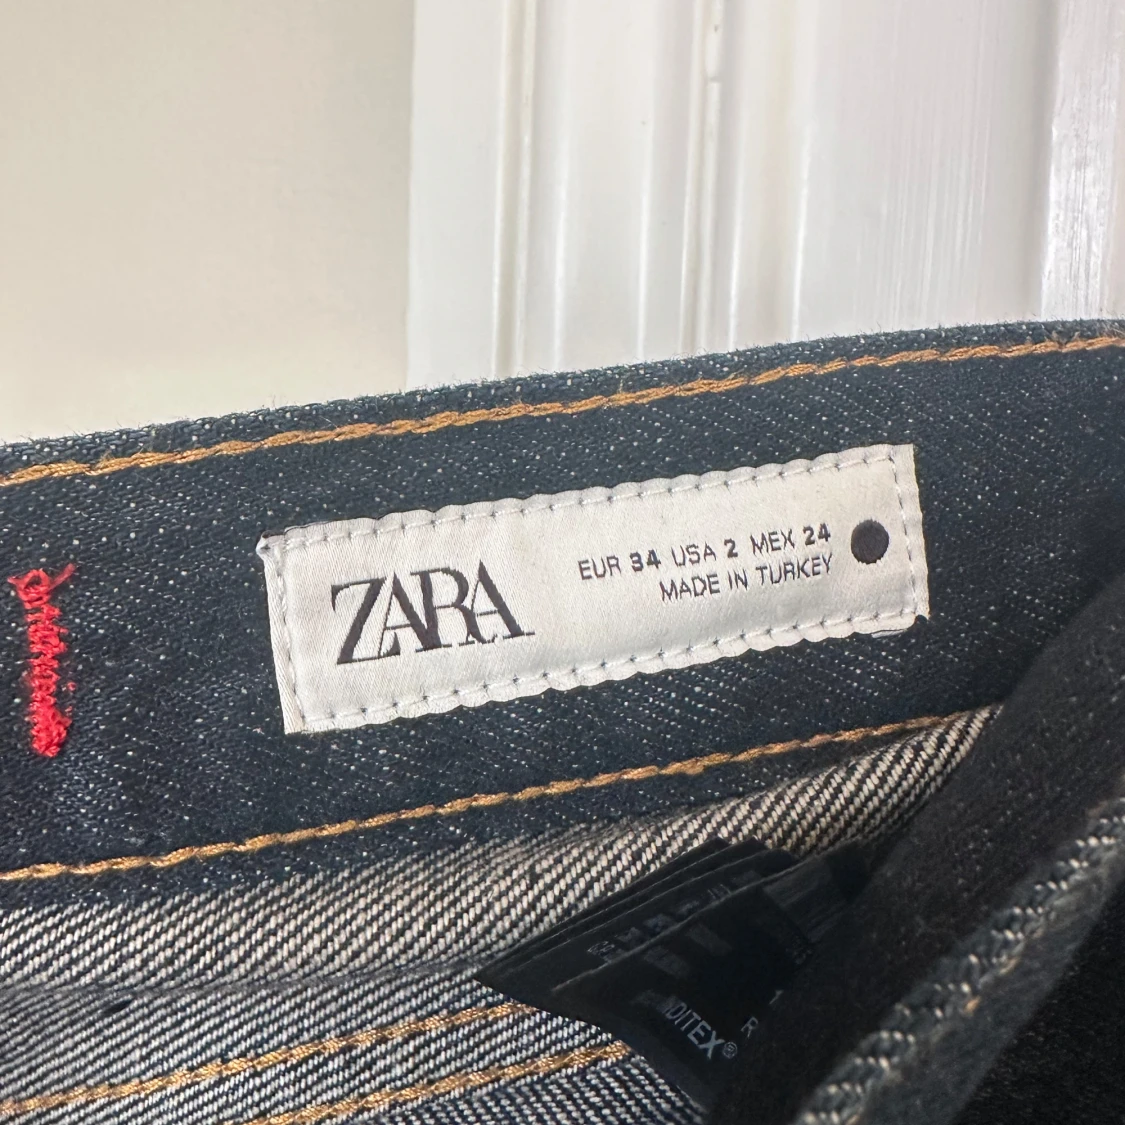 ZARA
EUR 34 USA 2 MEX 24
MADE IN TURKEY
INDITEX®
R